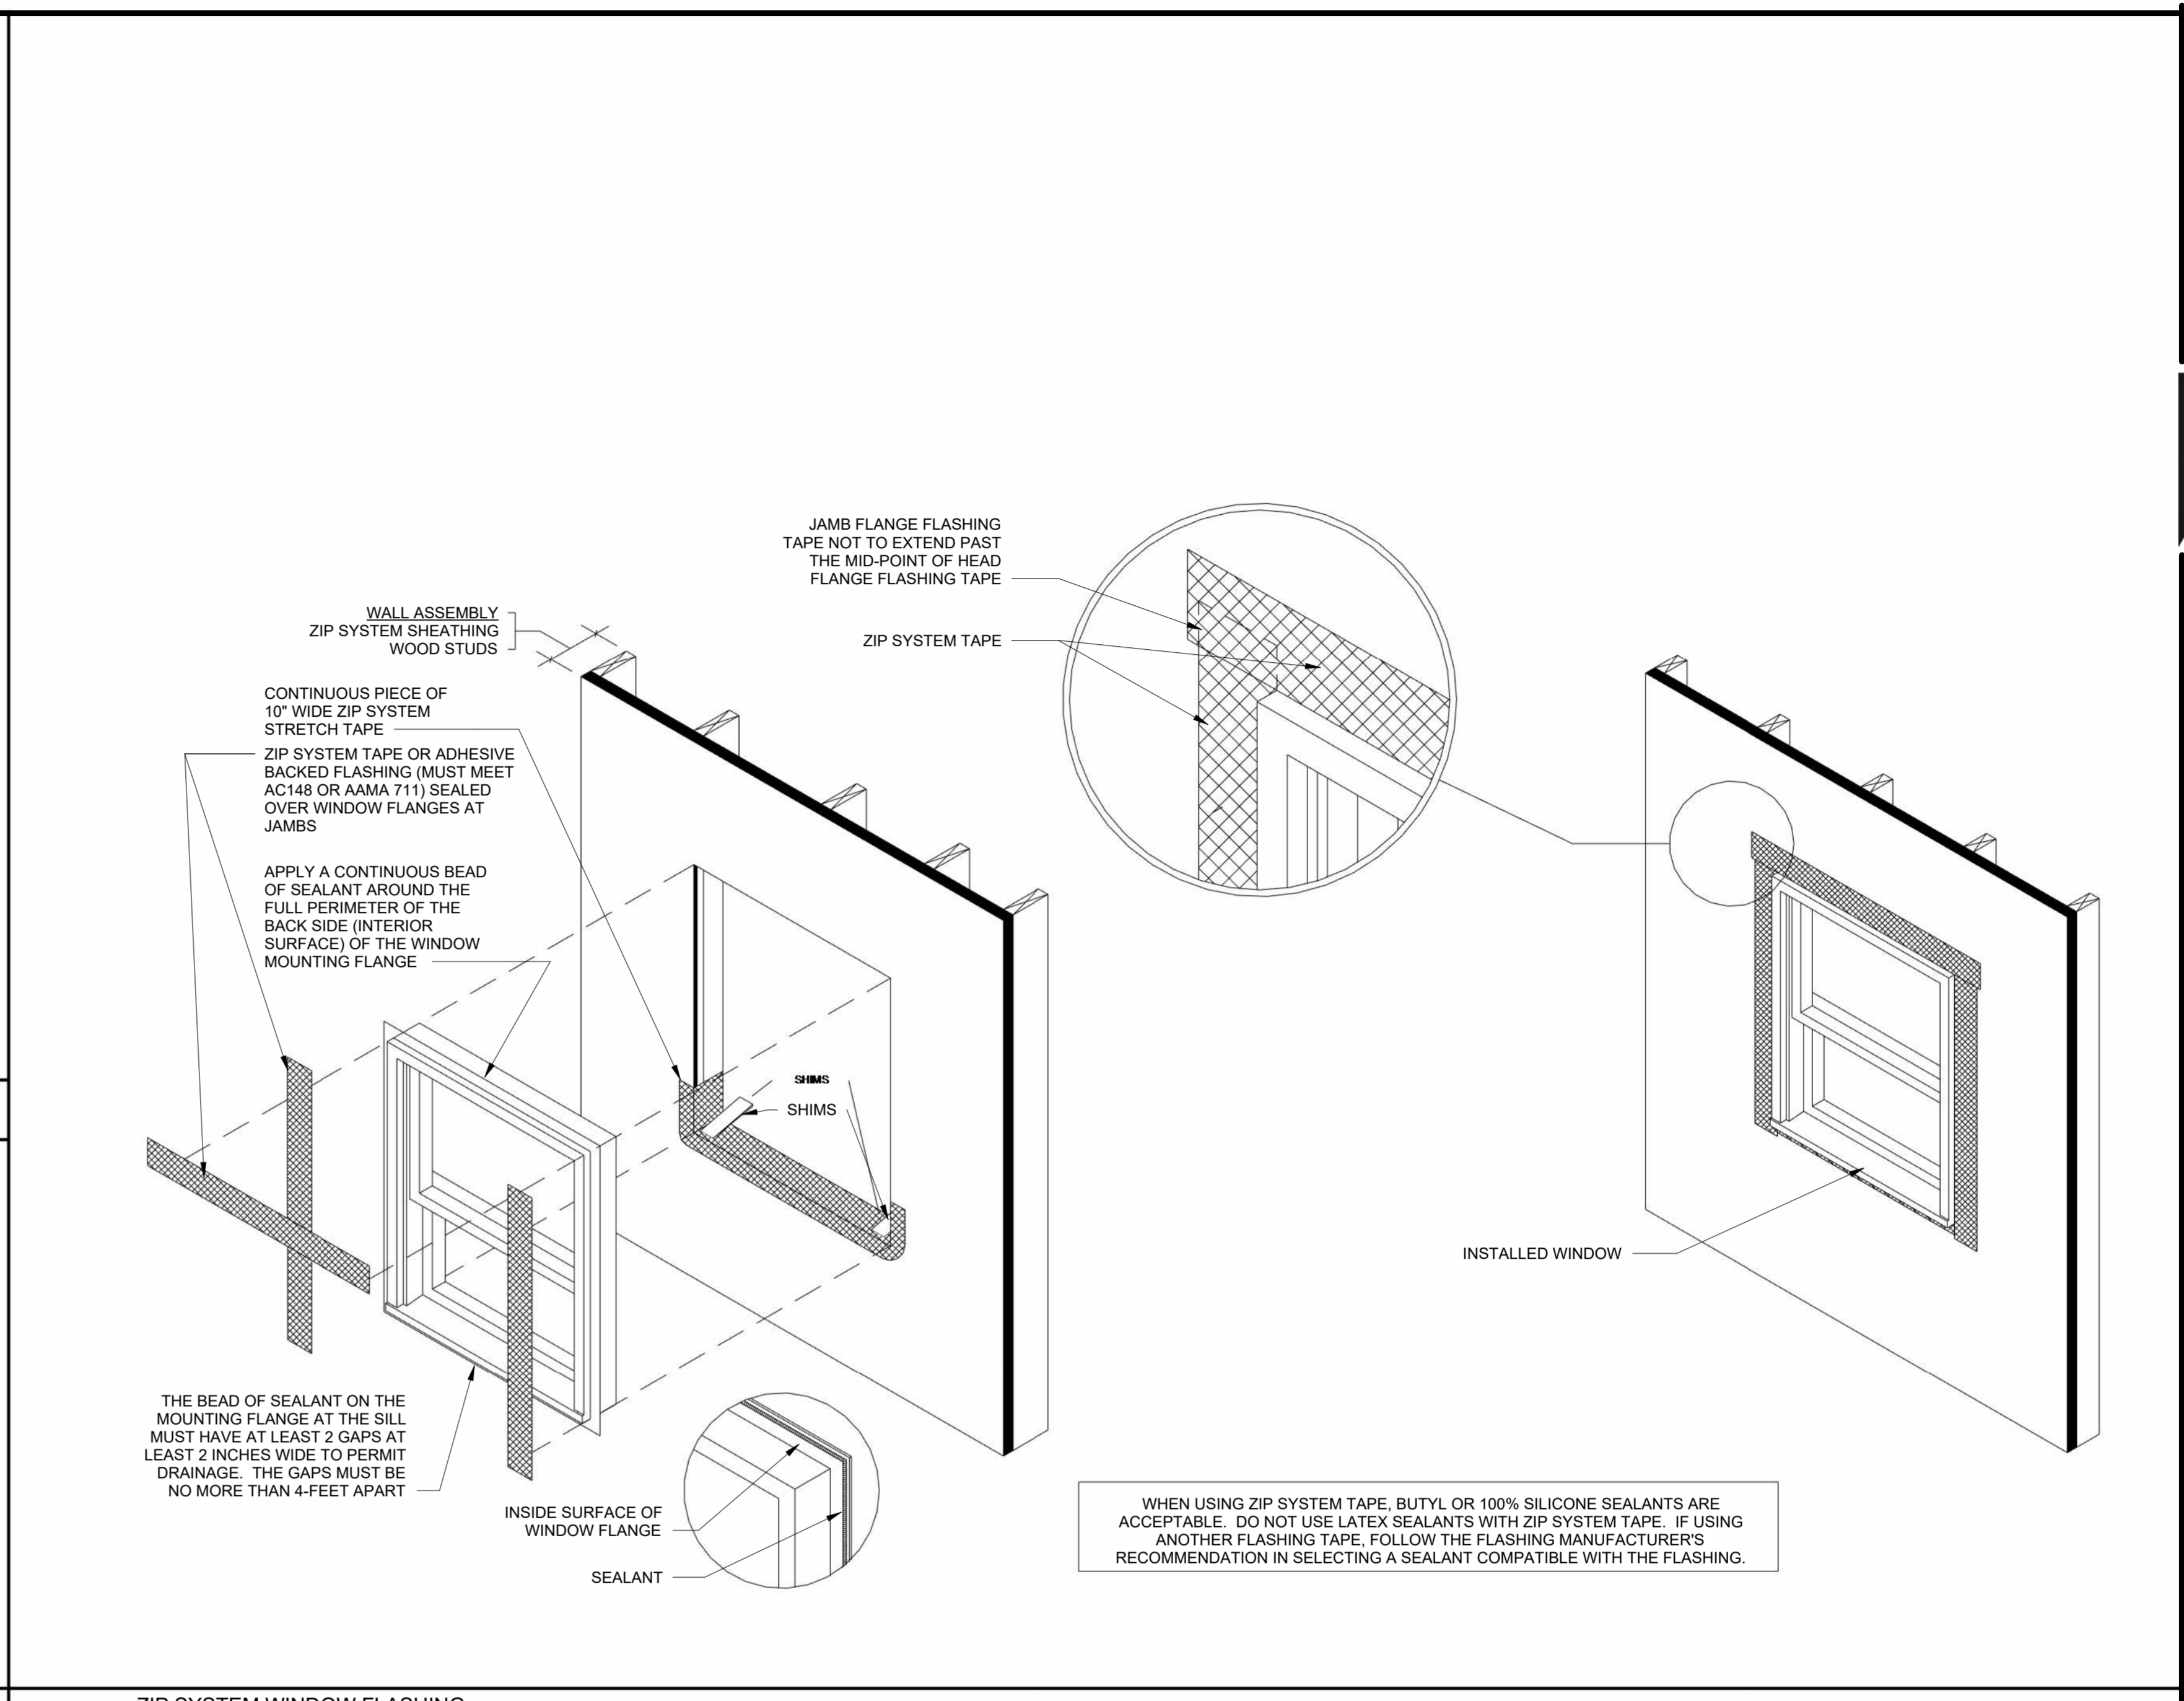 JAMB FLANGE FLASHING
TAPE NOT TO EXTEND PAST
THE MID-POINT OF HEAD
FLANGE FLASHING TAPE
ZIP SYSTEM TAPE
WALL ASSEMBLY
ZIP SYSTEM SHEATHING
WOOD STUDS
CONTINUOUS PIECE OF
10" WIDE ZIP SYSTEM
STRETCH TAPE
ZIP SYSTEM TAPE OR ADHESIVE
BACKED FLASHING (MUST MEET
AC148 OR AAMA 711) SEALED
OVER WINDOW FLANGES AT
JAMBS
APPLY A CONTINUOUS BEAD
OF SEALANT AROUND THE
FULL PERIMETER OF THE
BACK SIDE (INTERIOR
SURFACE) OF THE WINDOW
MOUNTING FLANGE
SHIMS
SHIMS
INSTALLED WINDOW
THE BEAD OF SEALANT ON THE
MOUNTING FLANGE AT THE SILL
MUST HAVE AT LEAST 2 GAPS AT
LEAST 2 INCHES WIDE TO PERMIT
DRAINAGE. THE GAPS MUST BE
NO MORE THAN 4-FEET APART
INSIDE SURFACE OF
WINDOW FLANGE
SEALANT
WHEN USING ZIP SYSTEM TAPE, BUTYL OR 100% SILICONE SEALANTS ARE
ACCEPTABLE. DO NOT USE LATEX SEALANTS WITH ZIP SYSTEM TAPE. IF USING
ANOTHER FLASHING TAPE, FOLLOW THE FLASHING MANUFACTURER'S
RECOMMENDATION IN SELECTING A SEALANT COMPATIBLE WITH THE FLASHING.
ZIP SYSTEM WINDOW FLASHING